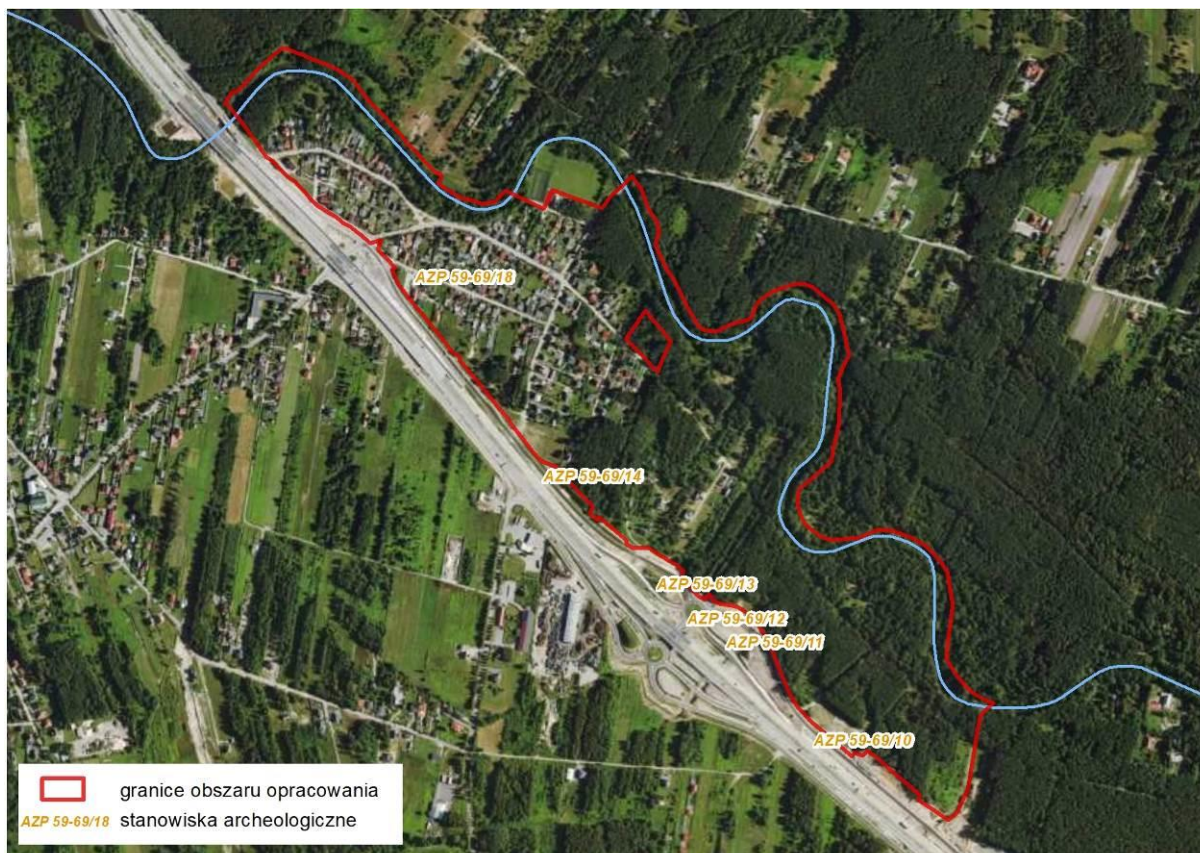 AZP 59-69/18
AZP 59-69/14
AZP 59-69/13
AZP 59-69/12
AZP 59-69/11
AZP 59-69/10
granice obszaru opracowania
AZP 59-69/18 stanowiska archeologiczne